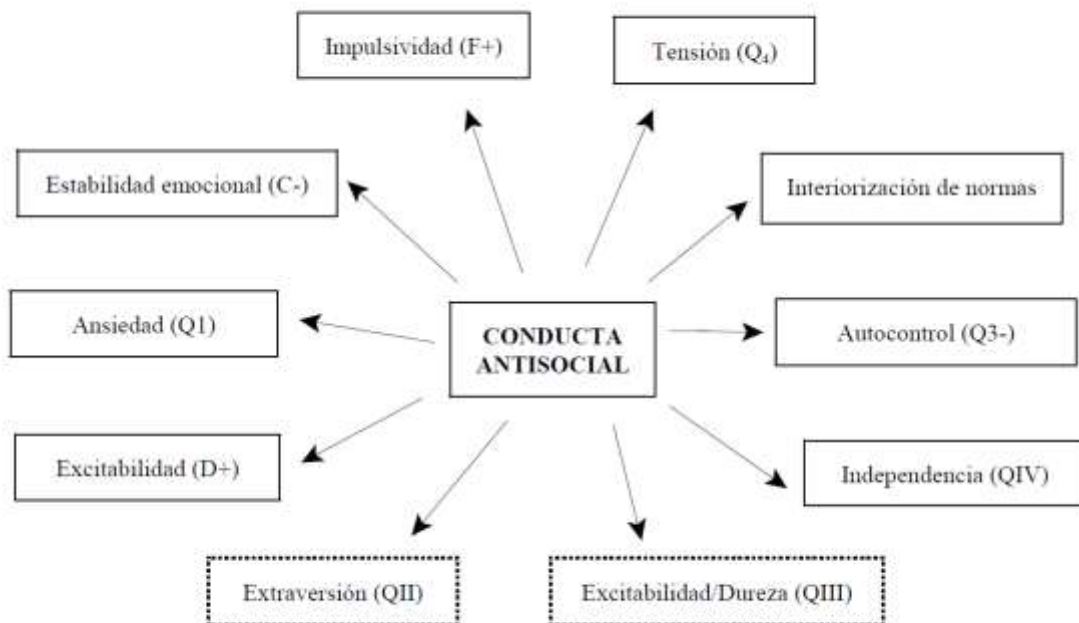 Impulsividad (F+)
Tensión (Q₄)
Estabilidad emocional (C-)
Interiorización de normas
Ansiedad (Q1)
CONDUCTA
ANTISOCIAL
Autocontrol (Q3-)
Excitabilidad (D+)
Independencia (QIV)
Extraversión (QII)
Excitabilidad/Dureza (QIII)